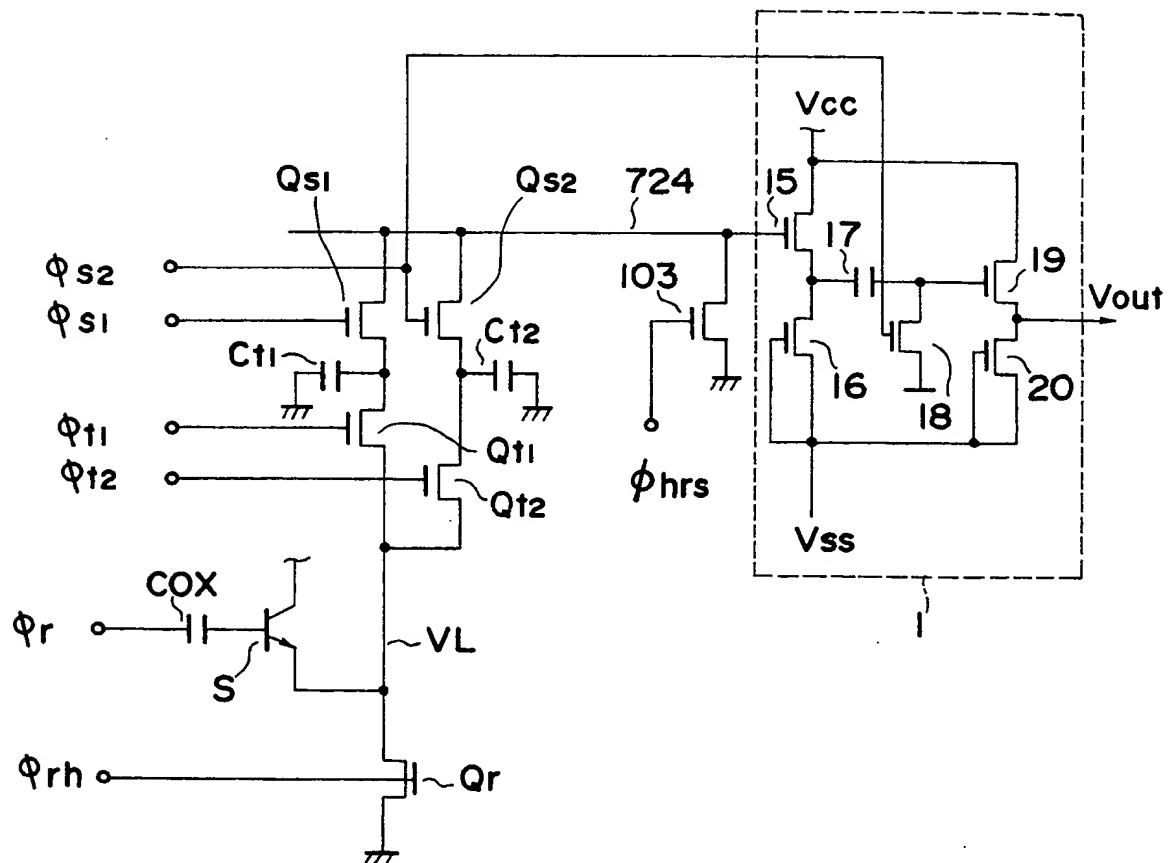 Vcc
Qs1
Qs2
724
15
17
19
φs2
φs1
103
Vout
Ct1
Ct2
16
18
20
φt1
Qt1
φt2
Qt2
φhrs
Vss
COX
1
φr
S
VL
φrh
Qr